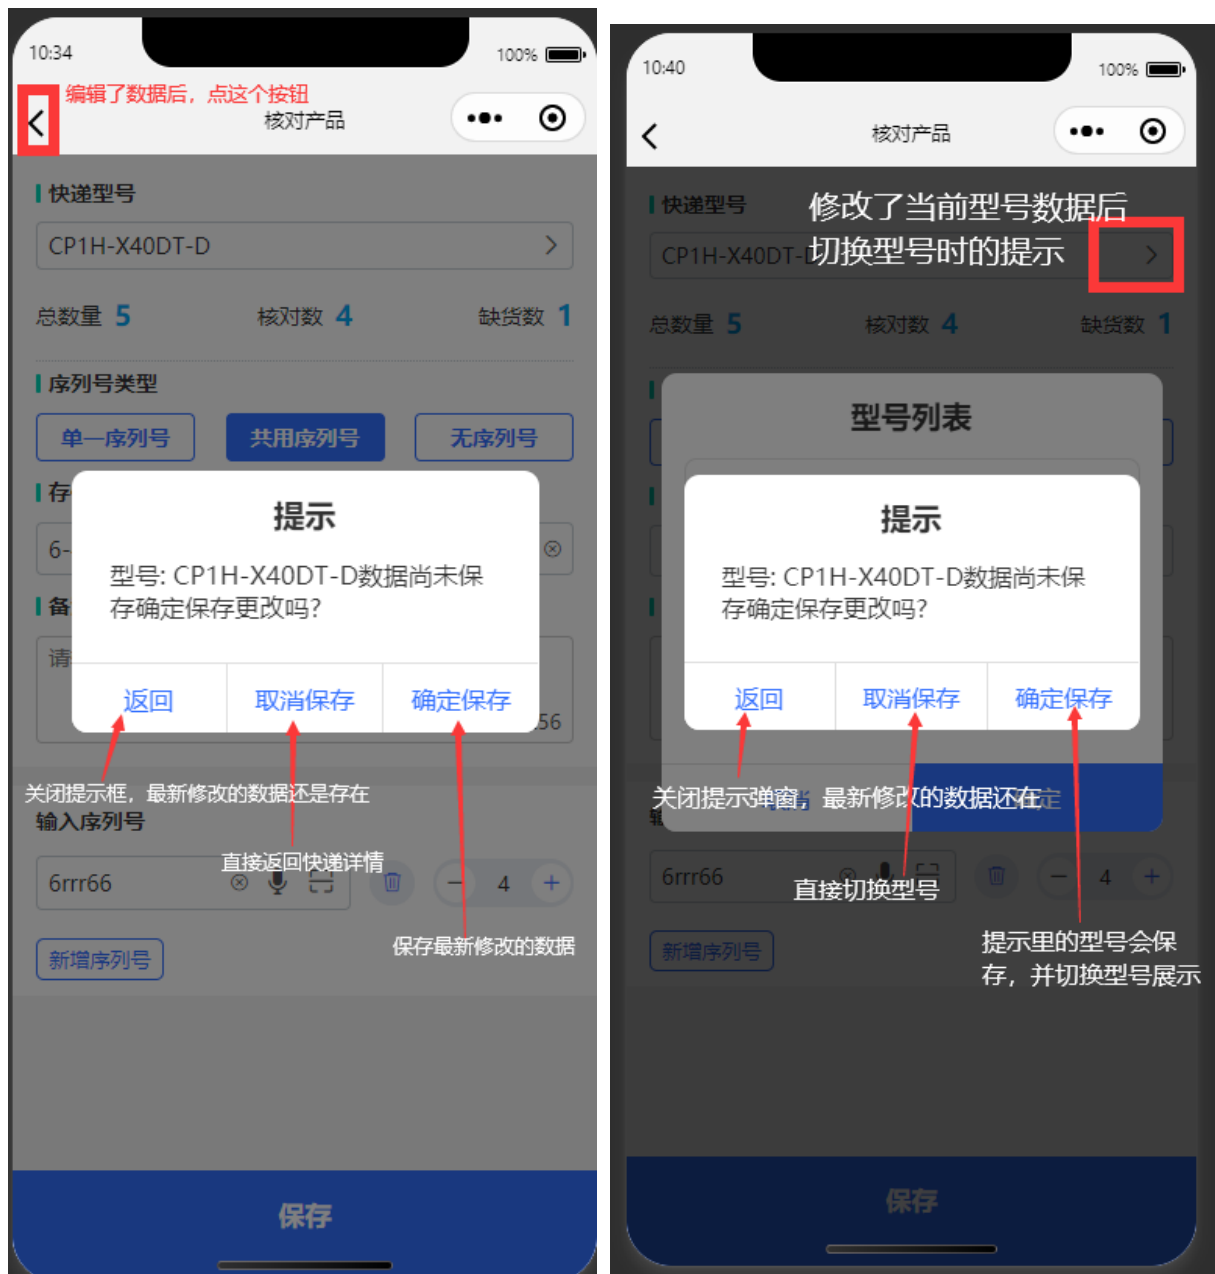 10:34
100%
编辑了数据后，点这个按钮
核对产品
快递型号
CP1H-X40DT-D
总数量 5
核对数 4
缺货数 1
序列号类型
单一序列号
共用序列号
无序列号
存
6-
备
请
提示
型号: CP1H-X40DT-D数据尚未保
存确定保存更改吗?
返回
取消保存
确定保存
56
关闭提示框，最新修改的数据还是存在
输入序列号
直接返回快递详情
6rrr66
4
保存最新修改的数据
新增序列号
保存
10:40
100%
核对产品
快递型号
修改了当前型号数据后
切换型号时的提示
CP1H-X40DT-D
总数量 5
核对数 4
缺货数 1
型号列表
提示
型号: CP1H-X40DT-D数据尚未保
存确定保存更改吗?
返回
取消保存
确定保存
关闭提示弹窗，最新修改的数据还在
6rrr66
4
直接切换型号
新增序列号
提示里的型号会保
存，并切换型号展示
保存